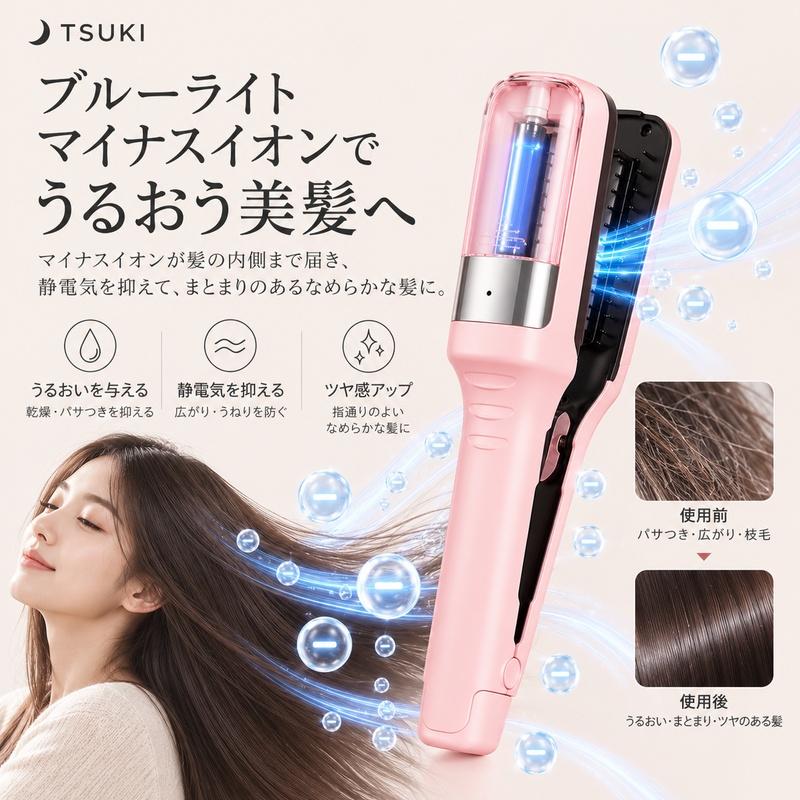 TSUKI
ブルーライト
マイナスイオンで
うるおう美髪へ
マイナスイオンが髪の内側まで届き、
静電気を抑えて、まとまりのあるなめらかな髪に。
うるおいを与える
乾燥・パサつきを抑える
静電気を抑える
広がり・うねりを防ぐ
ツヤ感アップ
指通りのよい
なめらかな髪に
使用前
パサつき・広がり・枝毛
使用後
うるおい・まとまり・ツヤのある髪